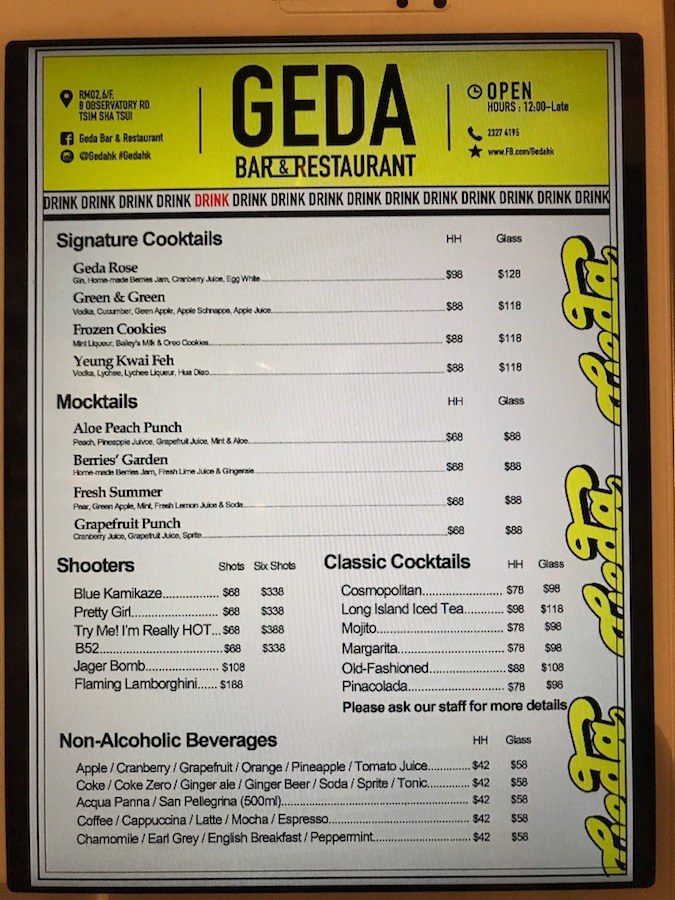 RM02,6/F.
8 OBSERVATORY RD
TSIM SHA TSUI
Geda Bar & Restaurant
@Gedahk #Gedahk
GEDA
BAR & RESTAURANT
OPEN
HOURS : 12:00-Late
2327 4195
www.FB.com/Gedahk
DRINK DRINK DRINK DRINK DRINK DRINK DRINK DRINK DRINK DRINK DRINK DRINK DRINK DRINK DRINK
Signature Cooktails HH Glass
Geda Rose
Gin, Home-made Berries Jam, Cranberry Juice, Egg White $98 $128
Green & Green
Vodka, Cucumber, Geen Apple, Apple Schnapps, Apple Juice $88 $118
Frozen Cookies
Mint Liqueur, Bailey's Milk & Oreo Cookies $88 $118
Yeung Kwai Feh
Vodka, Lychee, Lychee Liqueur, Hua Diao $88 $118
Mocktails HH Glass
Aloe Peach Punch
Peach, Pineapple Juivce, Grapefruit Juice, Mint & Aloe $68 $88
Berries' Garden
Home-made Berries Jam, Fresh Lime Juice & Gingerale $68 $88
Fresh Summer
Pear, Green Apple, Mint, Fresh Lemon Juice & Soda $68 $88
Grapefruit Punch
Cranberry Juice, Grapefruit Juice, Sprite $68 $88
Shooters Shots Six Shots
Blue Kamikaze................. $68 $338
Pretty Girl........................ $68 $338
Try Me! I'm Really HOT... $68 $388
B52.................................. $68 $338
Jager Bomb..................... $108
Flaming Lamborghini...... $188
Classic Cocktails HH Glass
Cosmopolitan...................... $78 $98
Long Island Iced Tea........... $98 $118
Mojito.................................. $78 $98
Margarita............................. $78 $98
Old-Fashioned.................... $88 $108
Pinacolada.......................... $78 $98
Please ask our staff for more details
Non-Alcoholic Beverages HH Glass
Apple / Cranberry / Grapefruit / Orange / Pineapple / Tomato Juice............ $42 $58
Coke / Coke Zero / Ginger ale / Ginger Beer / Soda / Sprite / Tonic............ $42 $58
Acqua Panna / San Pellegrina (500ml)................................................ $42 $58
Coffee / Cappuccina / Latte / Mocha / Espresso.................................... $42 $58
Chamomile / Earl Grey / English Breakfast / Peppermint........................... $42 $58
GeDa
GeDa
GeDa